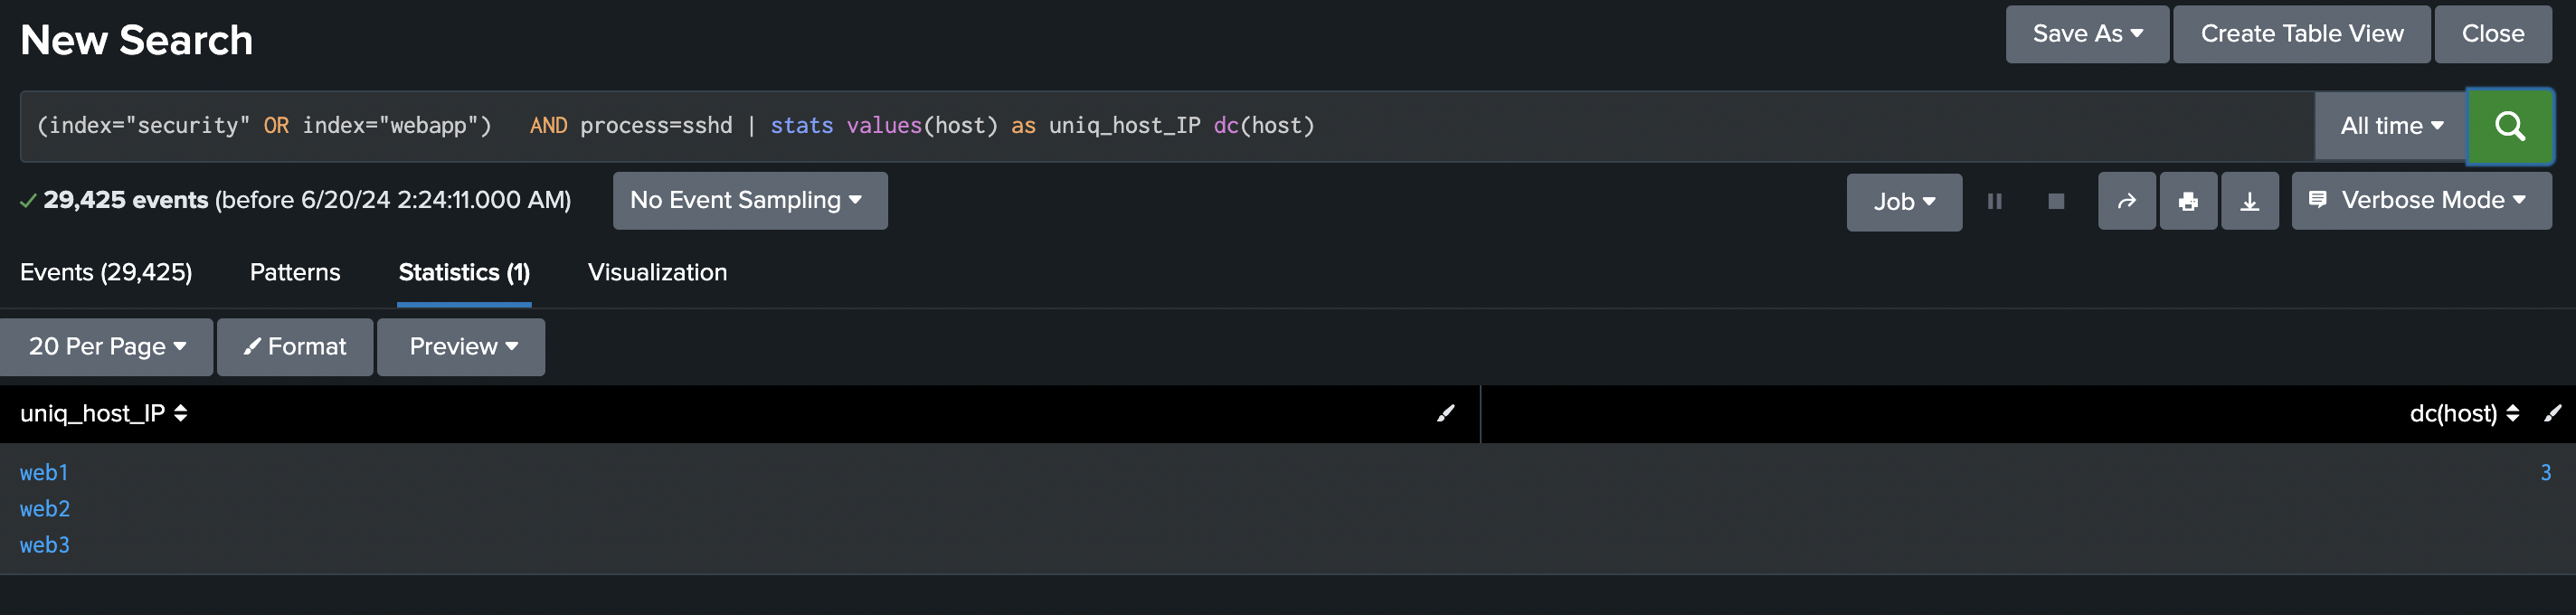 New Search
Save As
Create Table View
Close
(index="security" OR index="webapp")   AND process=sshd | stats values(host) as uniq_host_IP dc(host)
All time
29,425 events (before 6/20/24 2:24:11.000 AM)
No Event Sampling
Job
Verbose Mode
Events (29,425)
Patterns
Statistics (1)
Visualization
20 Per Page
Format
Preview
uniq_host_IP
dc(host)
web1
3
web2
web3